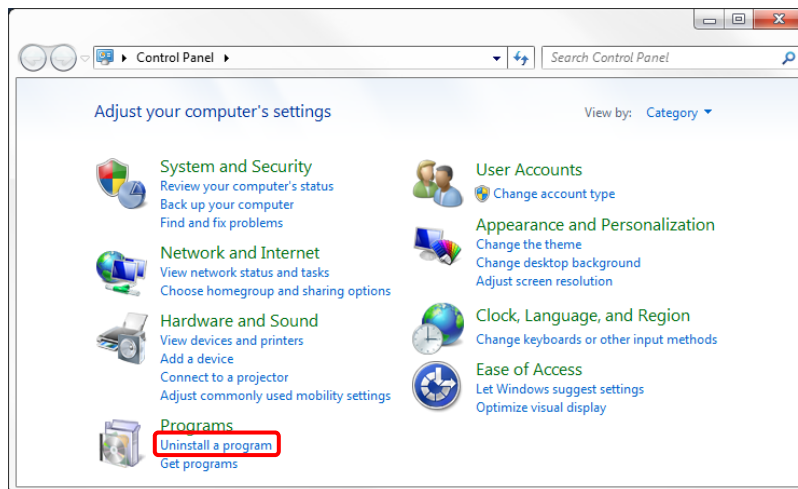 Control Panel
Search Control Panel
Adjust your computer's settings
View by: Category
System and Security
Review your computer's status
Back up your computer
Find and fix problems
Network and Internet
View network status and tasks
Choose homegroup and sharing options
Hardware and Sound
View devices and printers
Add a device
Connect to a projector
Adjust commonly used mobility settings
Programs
Uninstall a program
Get programs
User Accounts
Change account type
Appearance and Personalization
Change the theme
Change desktop background
Adjust screen resolution
Clock, Language, and Region
Change keyboards or other input methods
Ease of Access
Let Windows suggest settings
Optimize visual display